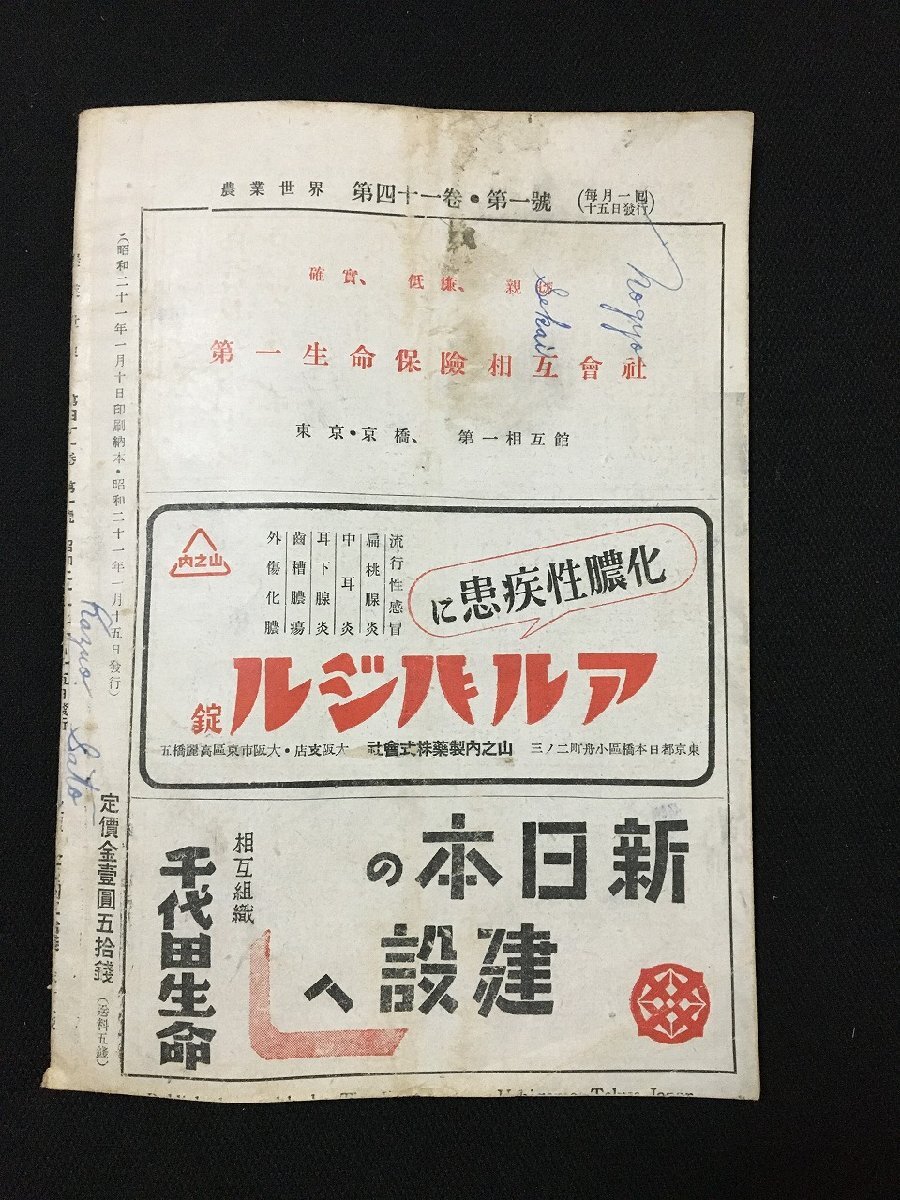 農業世界 第四十一卷・第一號 (每月一回十五日發行)
Nogyo
Sekai
確實、低廉、親
第一生命保險相互會社
東京・京橋、第一相互館
山之內
化膿性疾患に
流行性感冒
扁桃腺炎
中耳炎
耳下腺炎
齒槽膿瘍
外傷化膿
アルバジル錠
東京都日本橋區小舟町二ノ三 山之內製藥株式會社 大阪支店・大阪市東區高麗橋五
新日本の
建設へ
相互組織
千代田生命
(昭和二十一年一月十日印刷納本・昭和二十一年一月十五日發行)
Kazuo Sato
定價金壹圓五拾錢
(送料五錢)